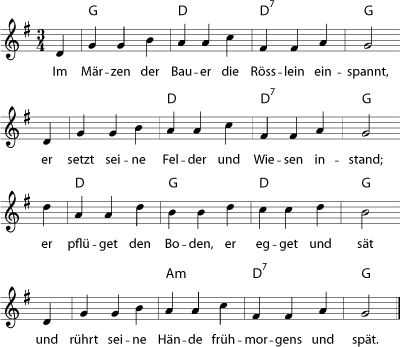 G D D7 G
3
4
Im Mär-zen der Bau-er die Röss-lein ein-spannt,
D D7 G
er setzt sei-ne Fel-der und Wie-sen in-stand;
D G D G
er pflü-get den Bo-den, er eg-get und sät
Am D7 G
und rührt sei-ne Hän-de früh-mor-gens und spät.